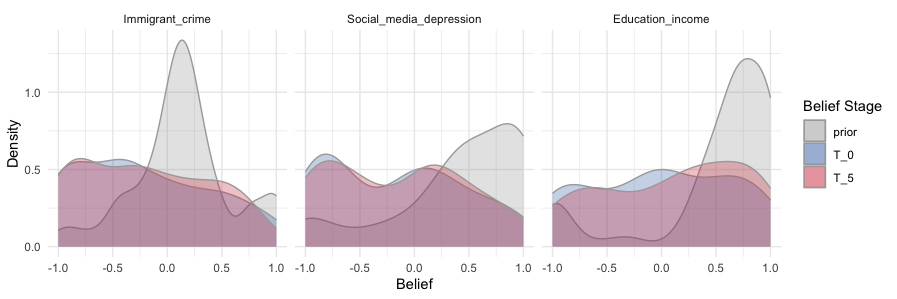 Immigrant_crime
Social_media_depression
Education_income
Density
1.0
0.5
0.0
-1.0 -0.5 0.0 0.5 1.0
-1.0 -0.5 0.0 0.5 1.0
-1.0 -0.5 0.0 0.5 1.0
Belief
Belief Stage
prior
T_0
T_5